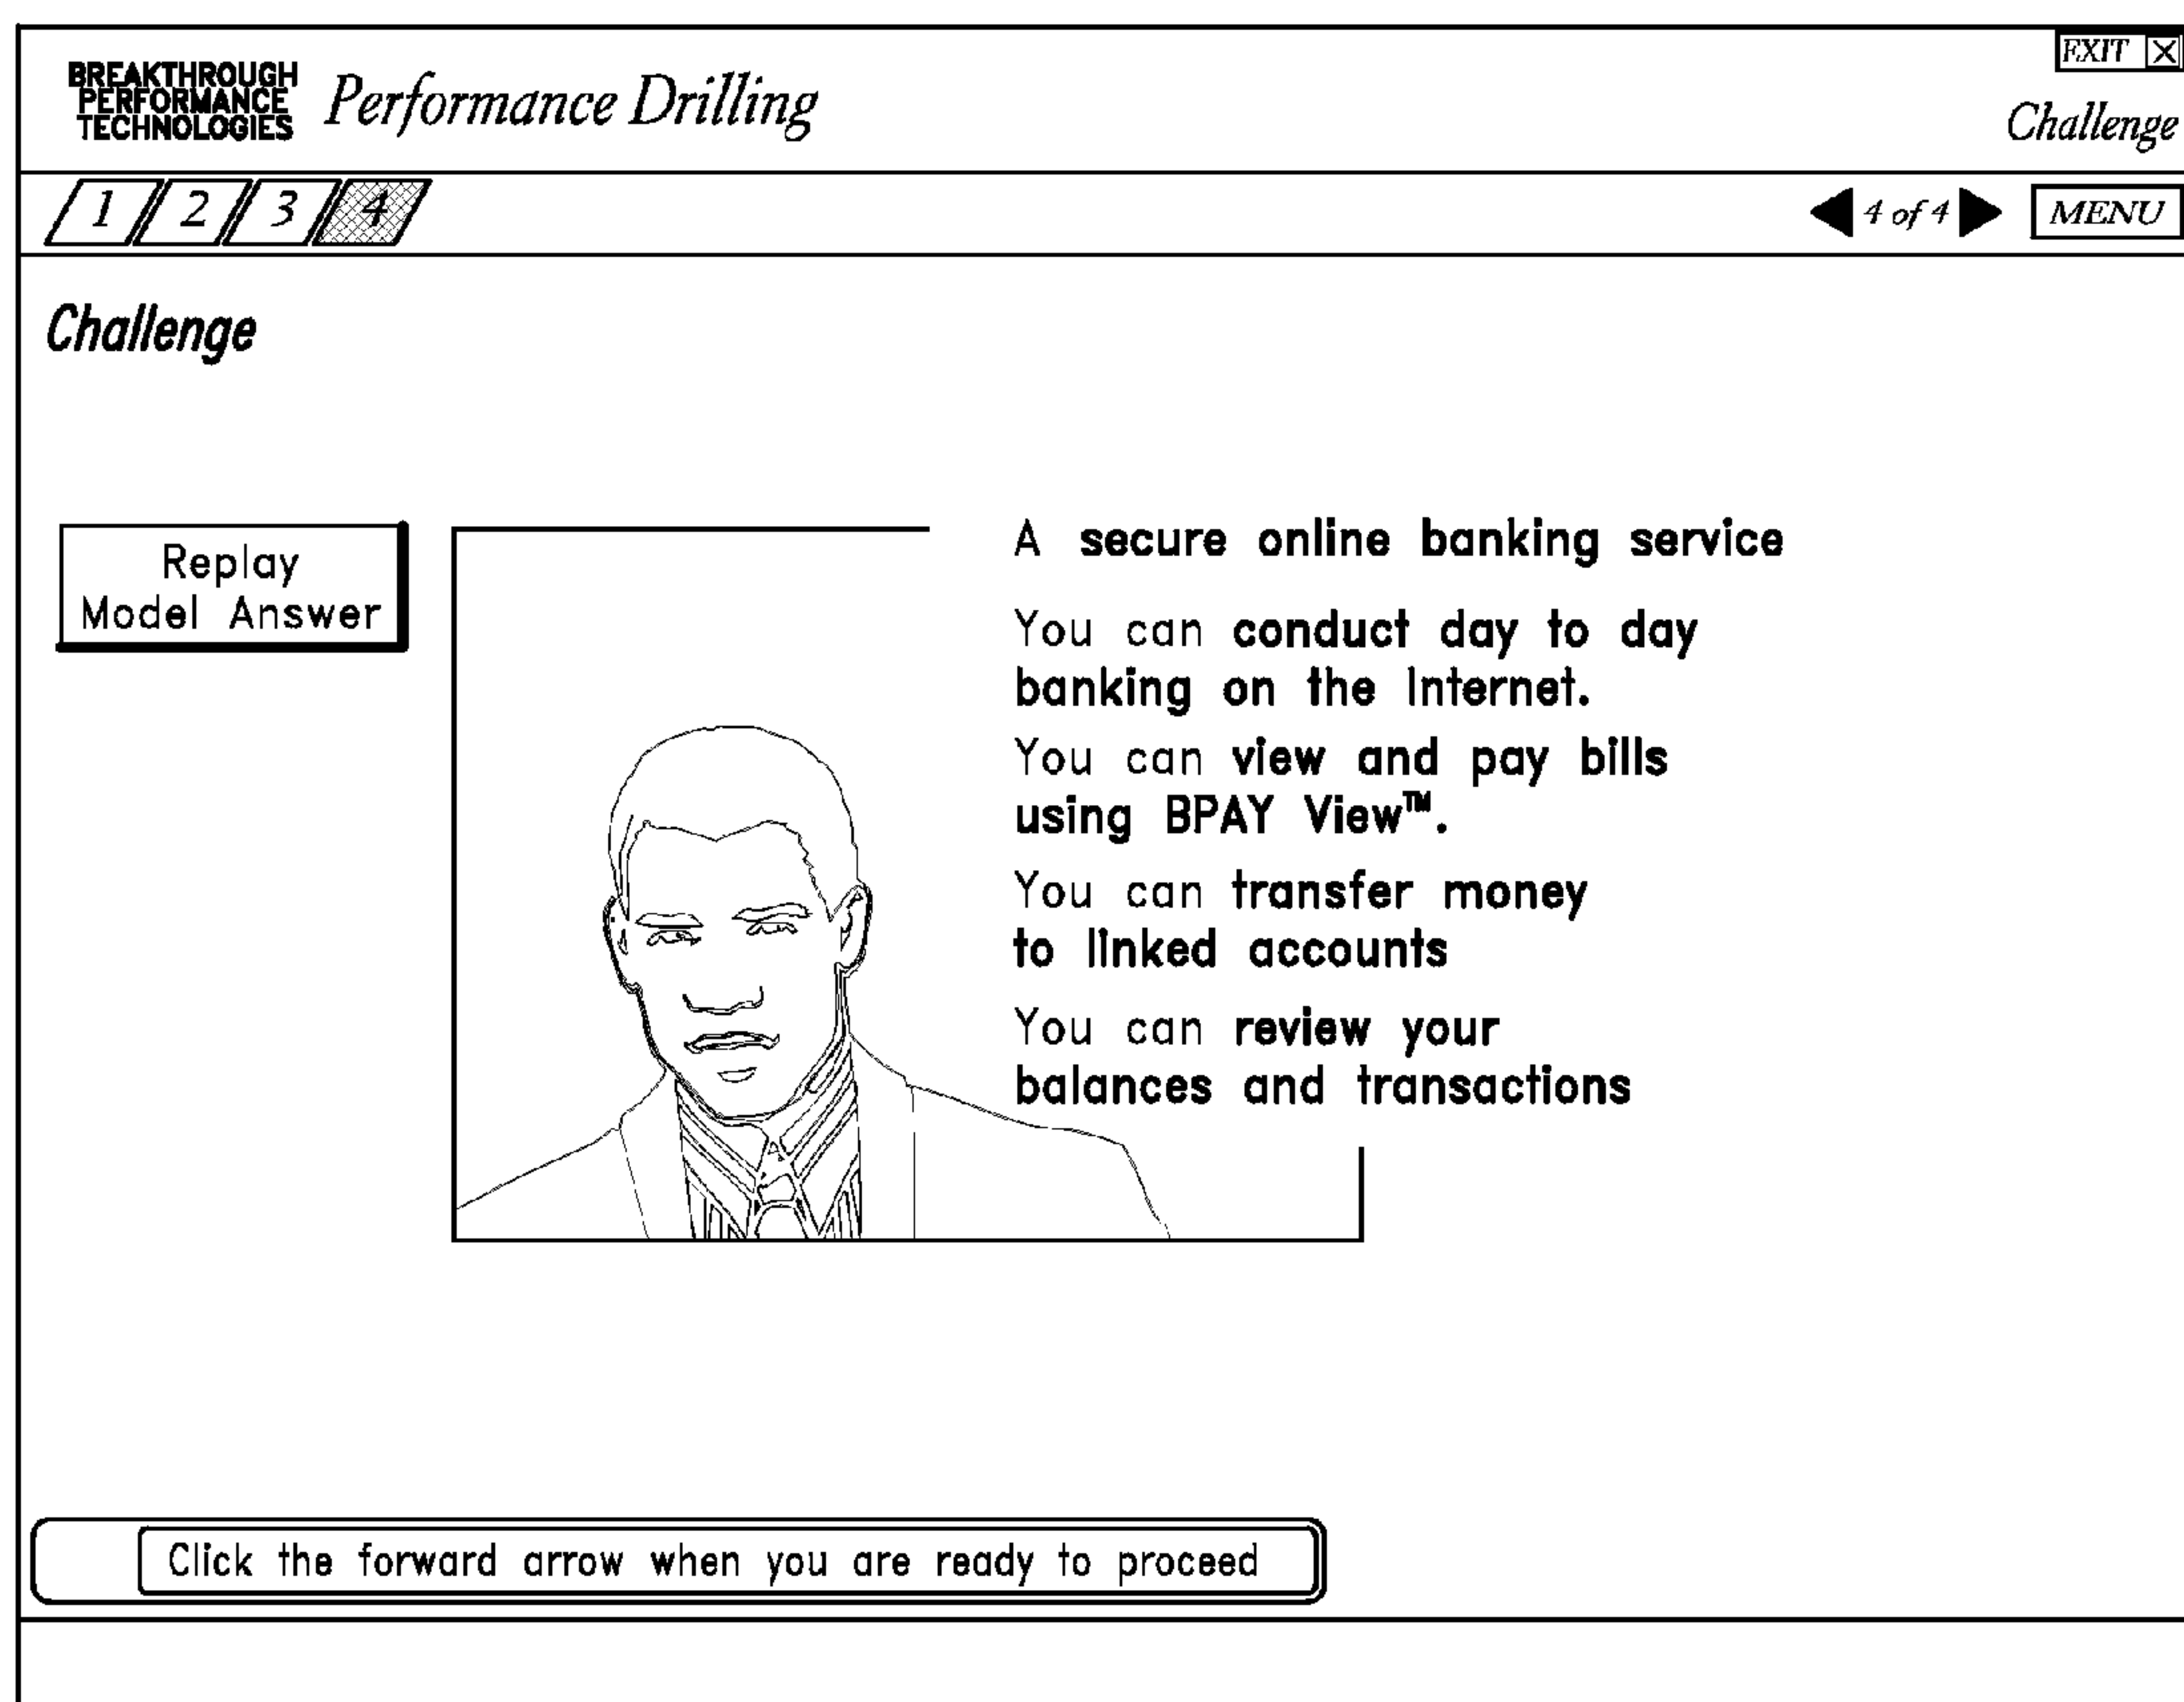 EXIT X
BREAKTHROUGH
PERFORMANCE
TECHNOLOGIES
Performance Drilling
Challenge
1 2 3 4
4 of 4
MENU
Challenge
Replay
Model Answer
A secure online banking service
You can conduct day to day
banking on the Internet.
You can view and pay bills
using BPAY View™.
You can transfer money
to linked accounts
You can review your
balances and transactions
Click the forward arrow when you are ready to proceed